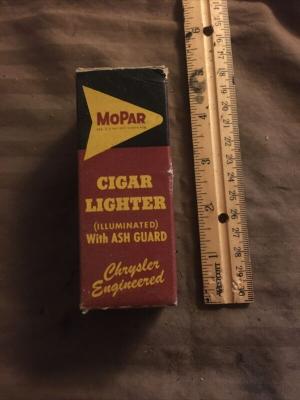 MOPAR
CIGAR
LIGHTER
(ILLUMINATED)
With ASH GUARD
Chrysler
Engineered